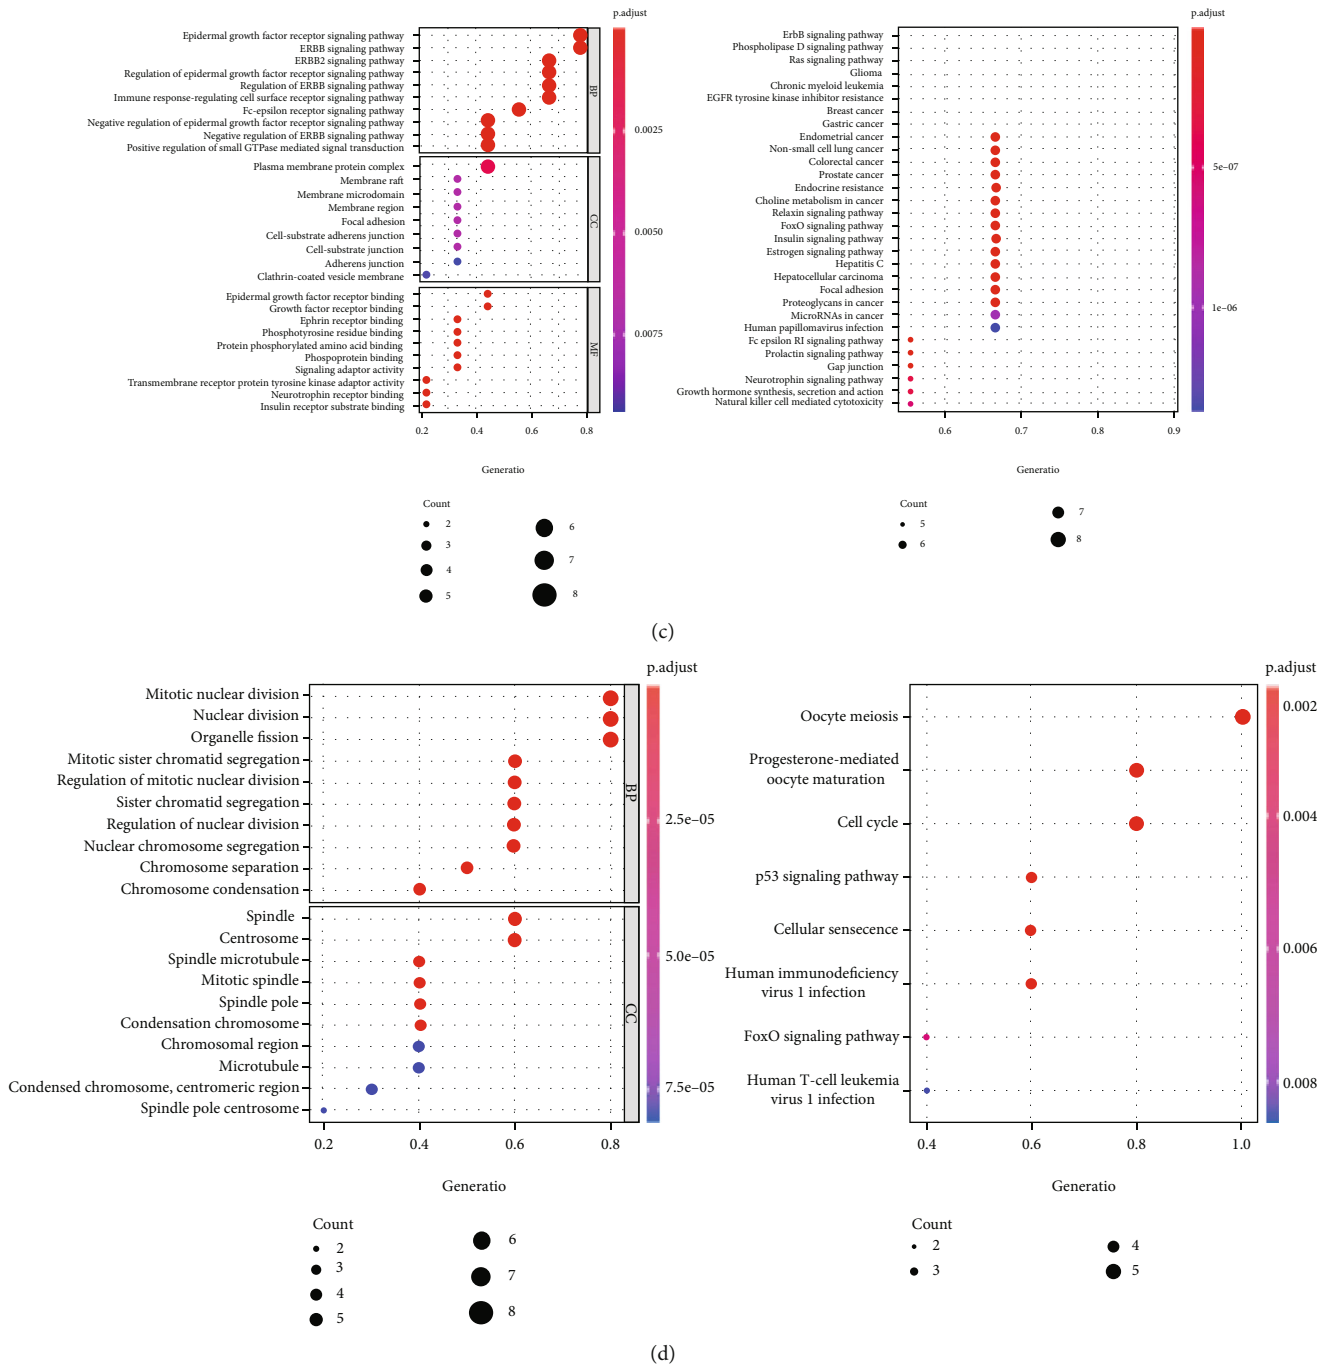 p.adjust
Epidermal growth factor receptor signaling pathway
ERBB signaling pathway
ERBB2 signaling pathway
Regulation of epidermal growth factor receptor signaling pathway
Regulation of ERBB signaling pathway
Immune response-regulating cell surface receptor signaling pathway
Fc-epsilon receptor signaling pathway
Negative regulation of epidermal growth factor receptor signaling pathway
Negative regulation of ERBB signaling pathway
Positive regulation of small GTPase mediated signal transduction
BP
Plasma membrane protein complex
Membrane raft
Membrane microdomain
Membrane region
Focal adhesion
Cell-substrate adherens junction
Cell-substrate junction
Adherens junction
Clathrin-coated vesicle membrane
CC
Epidermal growth factor receptor binding
Growth factor receptor binding
Ephrin receptor binding
Phosphotyrosine residue binding
Protein phosphorylated amino acid binding
Phospoprotein binding
Signaling adaptor activity
Transmembrane receptor protein tyrosine kinase adaptor activity
Neurotrophin receptor binding
Insulin receptor substrate binding
MF
0.0025
0.0050
0.0075
0.2 0.4 0.6 0.8
Generatio
Count
2
3
4
5
6
7
8
p.adjust
ErbB signaling pathway
Phospholipase D signaling pathway
Ras signaling pathway
Glioma
Chronic myeloid leukemia
EGFR tyrosine kinase inhibitor resistance
Breast cancer
Gastric cancer
Endometrial cancer
Non-small cell lung cancer
Colorectal cancer
Prostate cancer
Endocrine resistance
Choline metabolism in cancer
Relaxin signaling pathway
FoxO signaling pathway
Insulin signaling pathway
Estrogen signaling pathway
Hepatitis C
Hepatocellular carcinoma
Focal adhesion
Proteoglycans in cancer
MicroRNAs in cancer
Human papillomavirus infection
Fc epsilon RI signaling pathway
Prolactin signaling pathway
Gap junction
Neurotrophin signaling pathway
Growth hormone synthesis, secretion and action
Natural killer cell mediated cytotoxicity
5e–07
1e–06
0.6 0.7 0.8 0.9
Generatio
Count
5
6
7
8
(c)
p.adjust
Mitotic nuclear division
Nuclear division
Organelle fission
Mitotic sister chromatid segregation
Regulation of mitotic nuclear division
Sister chromatid segregation
Regulation of nuclear division
Nuclear chromosome segregation
Chromosome separation
Chromosome condensation
BP
Spindle
Centrosome
Spindle microtubule
Mitotic spindle
Spindle pole
Condensation chromosome
Chromosomal region
Microtubule
Condensed chromosome, centromeric region
Spindle pole centrosome
CC
2.5e–05
5.0e–05
7.5e–05
0.2 0.4 0.6 0.8
Generatio
Count
2
3
4
5
6
7
8
p.adjust
Oocyte meiosis
Progesterone-mediated
oocyte maturation
Cell cycle
p53 signaling pathway
Cellular sensecence
Human immunodeficiency
virus 1 infection
FoxO signaling pathway
Human T-cell leukemia
virus 1 infection
0.002
0.004
0.006
0.008
0.4 0.6 0.8 1.0
Generatio
Count
2
3
4
5
(d)